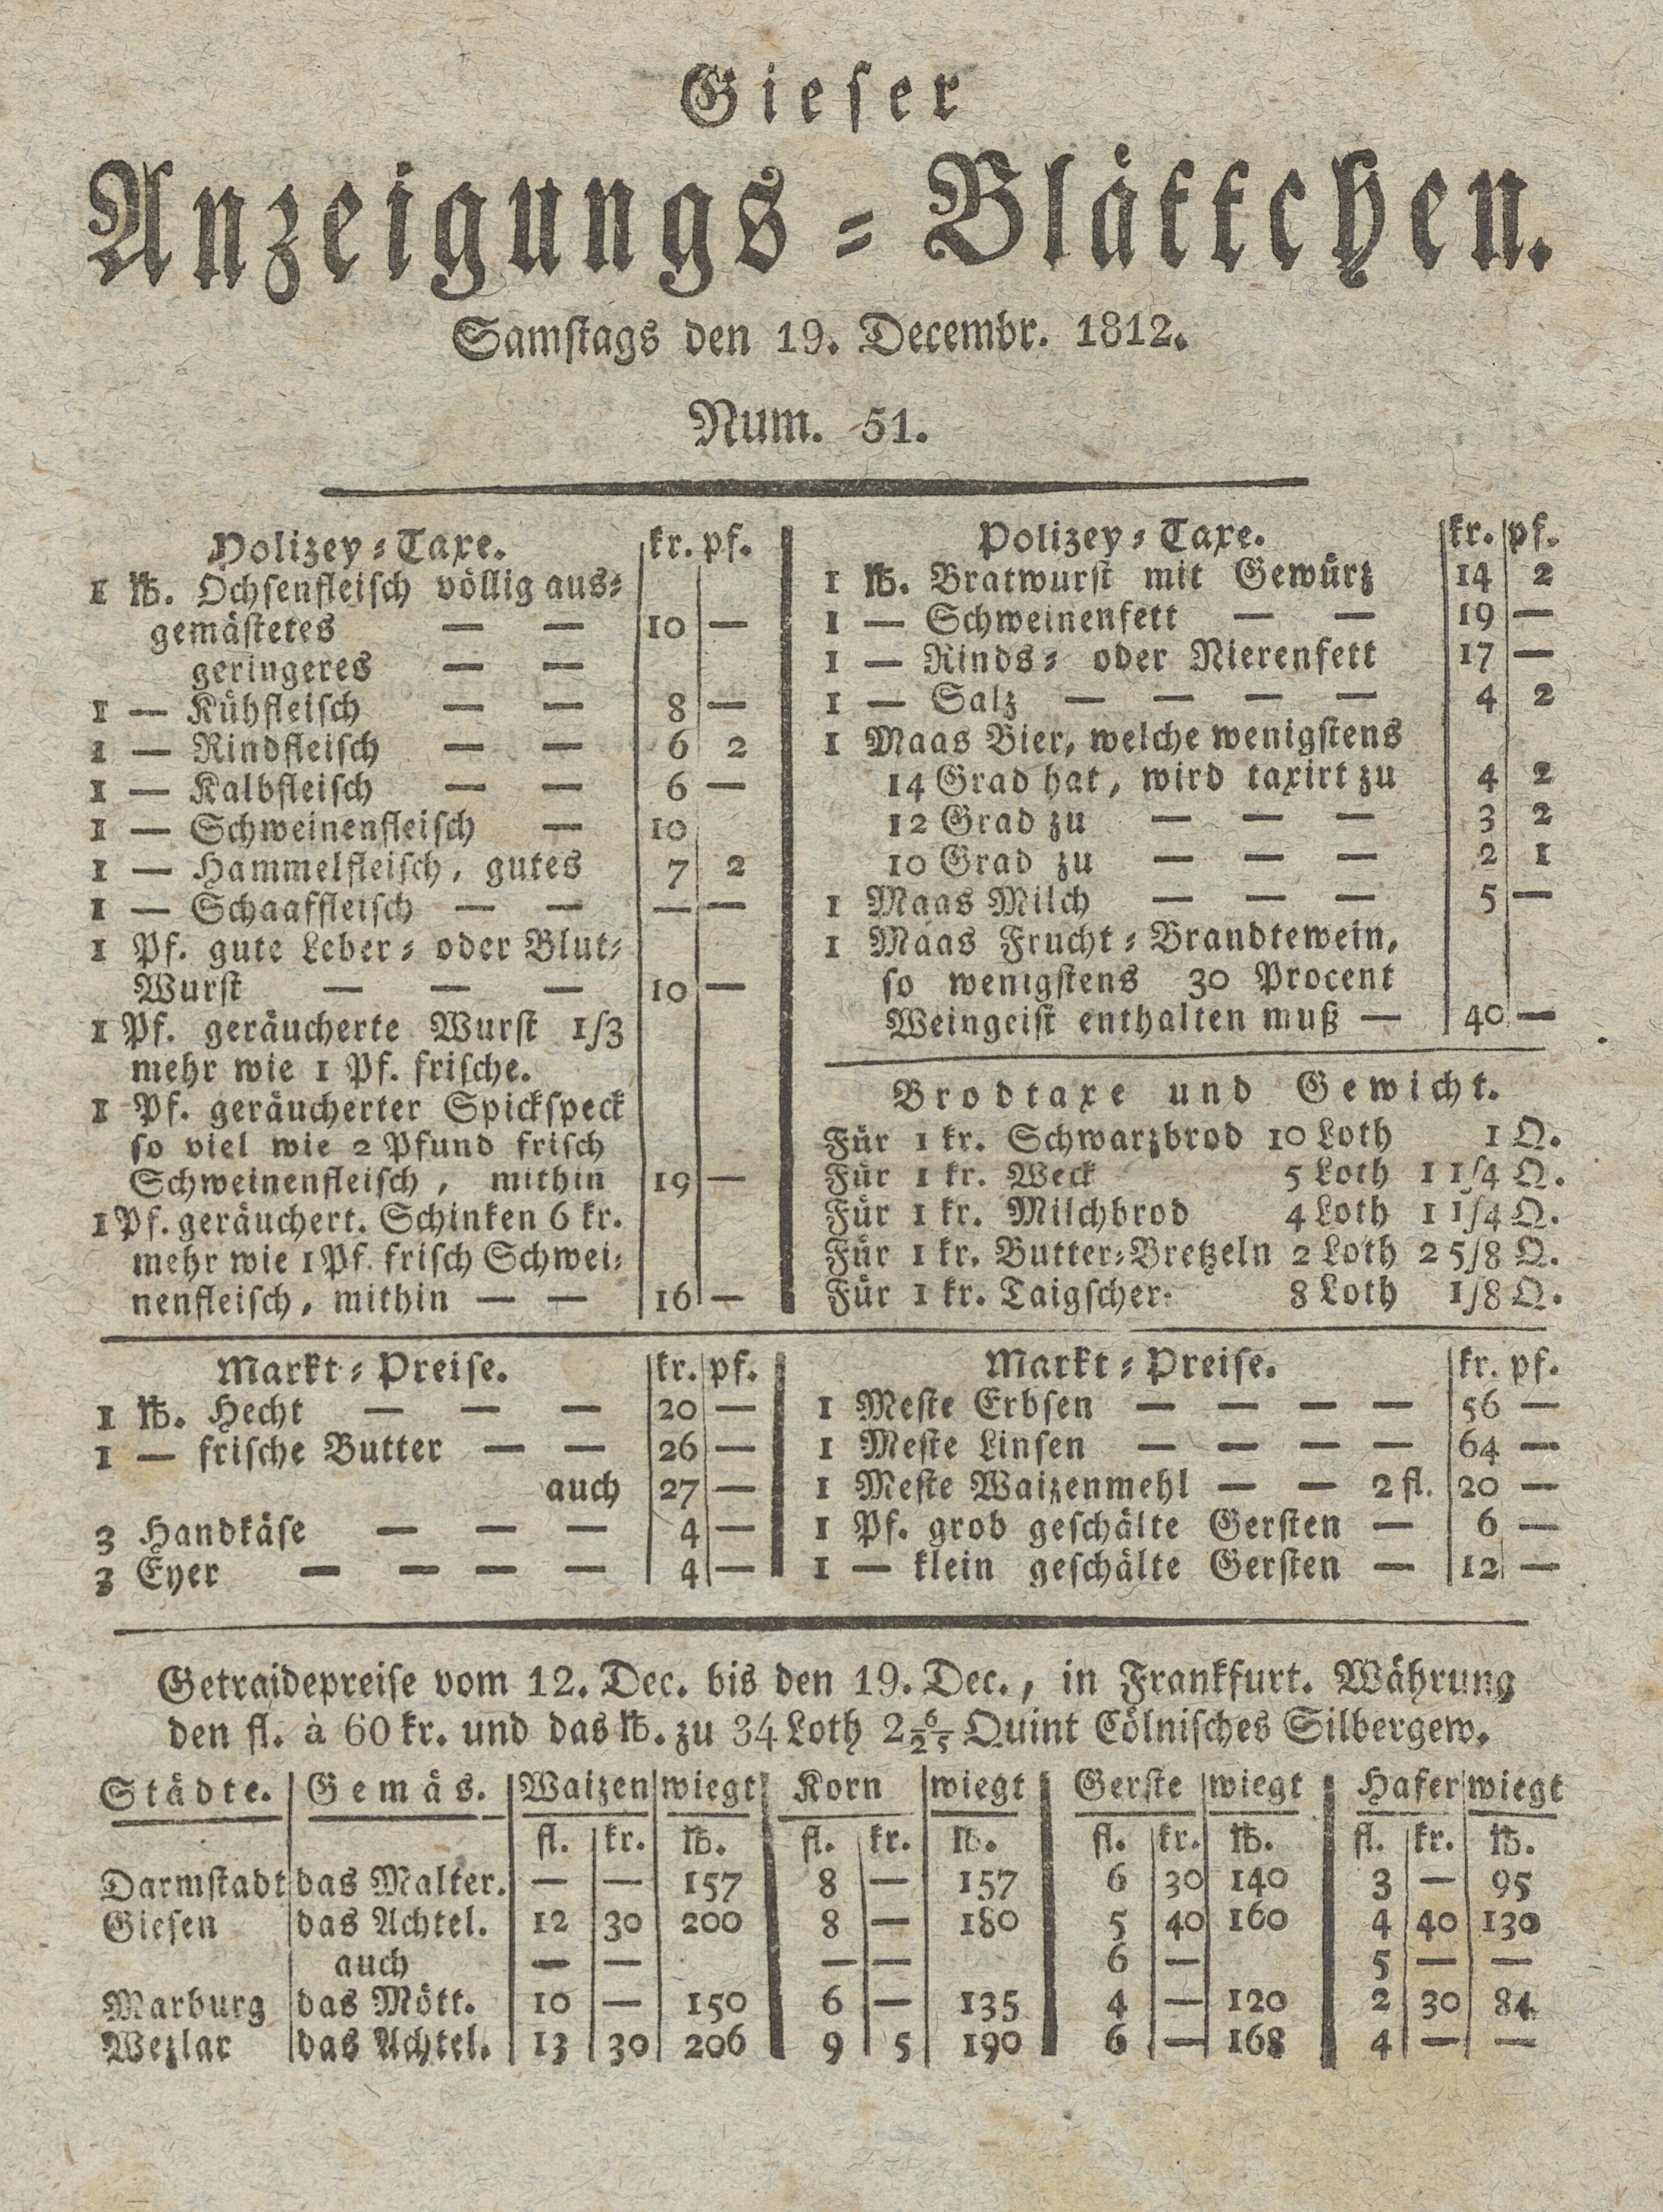 Gieser
Anzeigungs-Blättchen.
Samstags den 19. Decembr. 1812.
Num. 51.
Polizey-Taxe. kr. pf.
1 ℔. Ochsenfleisch völlig aus-
gemästetes — — 10 —
geringeres — —
1 — Kühfleisch — — 8 —
1 — Rindfleisch — — 6 2
1 — Kalbfleisch — — 6 —
1 — Schweinenfleisch — 10
1 — Hammelfleisch, gutes 7 2
1 — Schaaffleisch — — — —
1 Pf. gute Leber- oder Blut-
Wurst — — — 10 —
1 Pf. geräucherte Wurst 1/3
mehr wie 1 Pf. frische.
1 Pf. geräucherter Spickspeck
so viel wie 2 Pfund frisch
Schweinenfleisch, mithin 19 —
1 Pf. geräuchert. Schinken 6 kr.
mehr wie 1 Pf. frisch Schwei-
nenfleisch, mithin — — 16 —
Polizey-Taxe. kr. pf.
1 ℔. Bratwurst mit Gewürz 14 2
1 — Schweinenfett — — 19 —
1 — Rinds- oder Nierenfett 17 —
1 — Salz — — — — 4 2
1 Maas Bier, welche wenigstens
14 Grad hat, wird taxirt zu 4 2
12 Grad zu — — — 3 2
10 Grad zu — — — 2 1
1 Maas Milch — — — 5 —
1 Maas Frucht-Brandtewein,
so wenigstens 30 Procent
Weingeist enthalten muß — 40 —
Brodtaxe und Gewicht.
Für 1 kr. Schwarzbrod 10 Loth 1 Q.
Für 1 kr. Weck 5 Loth 1 1/4 Q.
Für 1 kr. Milchbrod 4 Loth 1 1/4 Q.
Für 1 kr. Butter-Bretzeln 2 Loth 2 5/8 Q.
Für 1 kr. Taigscher- 8 Loth 1/8 Q.
Markt-Preise. kr. pf.
1 ℔. Hecht — — — 20 —
1 — frische Butter — — 26 —
auch 27 —
3 Handkäse — — — 4 —
3 Eyer — — — — 4 —
Markt-Preise. kr. pf.
1 Meste Erbsen — — — — 56 —
1 Meste Linsen — — — — 64 —
1 Meste Waizenmehl — — 2 fl. 20 —
1 Pf. grob geschälte Gersten — 6 —
1 — klein geschälte Gersten — 12 —
Getraidepreise vom 12. Dec. bis den 19. Dec., in Frankfurt. Währung
den fl. à 60 kr. und das ℔. zu 34 Loth 2 6/25 Quint Cölnisches Silbergew.
Städte. Gemäs. Waizen wiegt Korn wiegt Gerste wiegt Hafer wiegt
fl. kr. ℔. fl. kr. ℔. fl. kr. ℔. fl. kr. ℔.
Darmstadt das Malter. — — 157 8 — 157 6 30 140 3 — 95
Giesen das Achtel. 12 30 200 8 — 180 5 40 160 4 40 130
auch — — — — 6 — 5 — —
Marburg das Mött. 10 — 150 6 — 135 4 — 120 2 30 84
Wezlar das Achtel. 13 30 206 9 5 190 6 — 168 4 — —